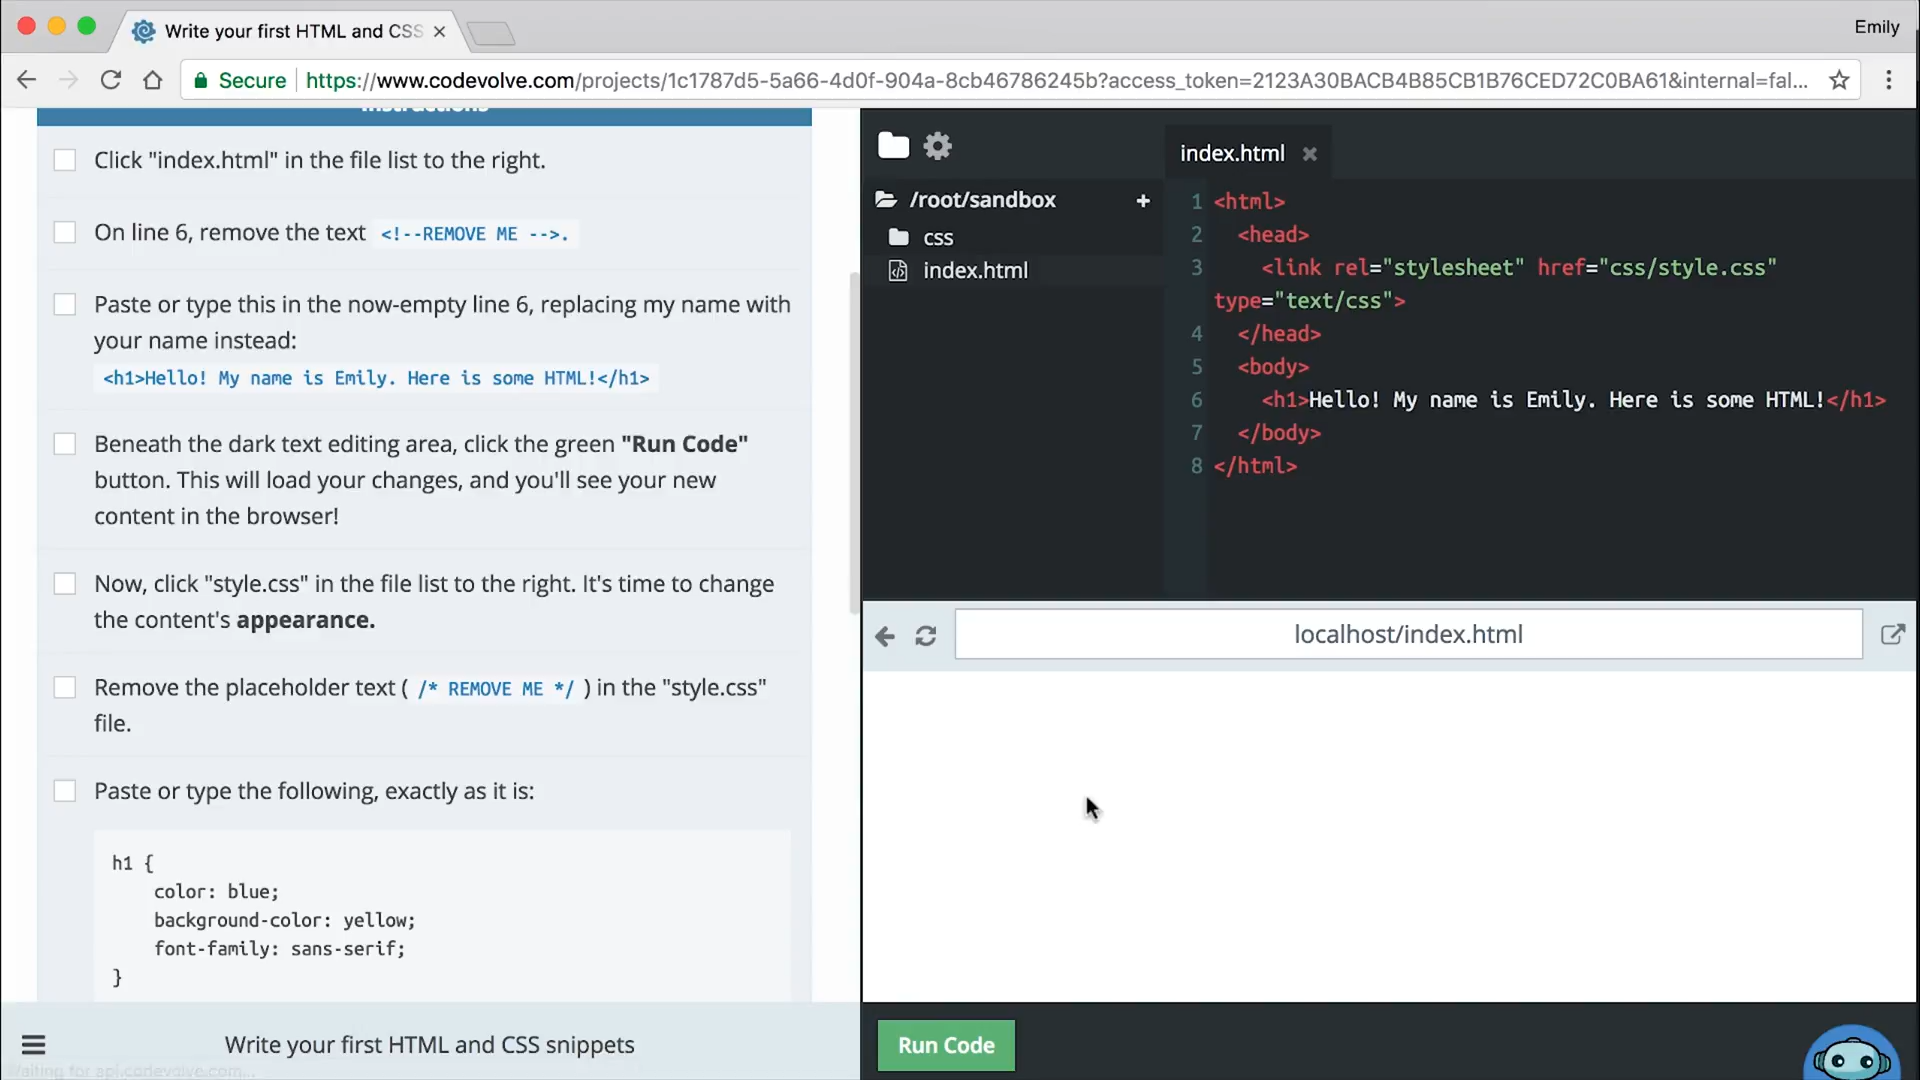 Write your first HTML and CSS
Emily
Secure
https://www.codevolve.com/projects/1c1787d5-5a66-4d0f-904a-8cb46786245b?access_token=2123A30BACB4B85CB1B76CED72C0BA61&internal=fal...
Instructions
Click "index.html" in the file list to the right.
On line 6, remove the text <!--REMOVE ME -->.
Paste or type this in the now-empty line 6, replacing my name with
your name instead:
<h1>Hello! My name is Emily. Here is some HTML!</h1>
Beneath the dark text editing area, click the green "Run Code"
button. This will load your changes, and you'll see your new
content in the browser!
Now, click "style.css" in the file list to the right. It's time to change
the content's appearance.
Remove the placeholder text ( /* REMOVE ME */ ) in the "style.css"
file.
Paste or type the following, exactly as it is:
h1 {
color: blue;
background-color: yellow;
font-family: sans-serif;
}
Write your first HTML and CSS snippets
Waiting for api.codevolve.com...
/root/sandbox
+
css
index.html
index.html
1 <html>
2 <head>
3 <link rel="stylesheet" href="css/style.css"
type="text/css">
4 </head>
5 <body>
6 <h1>Hello! My name is Emily. Here is some HTML!</h1>
7 </body>
8 </html>
localhost/index.html
Run Code